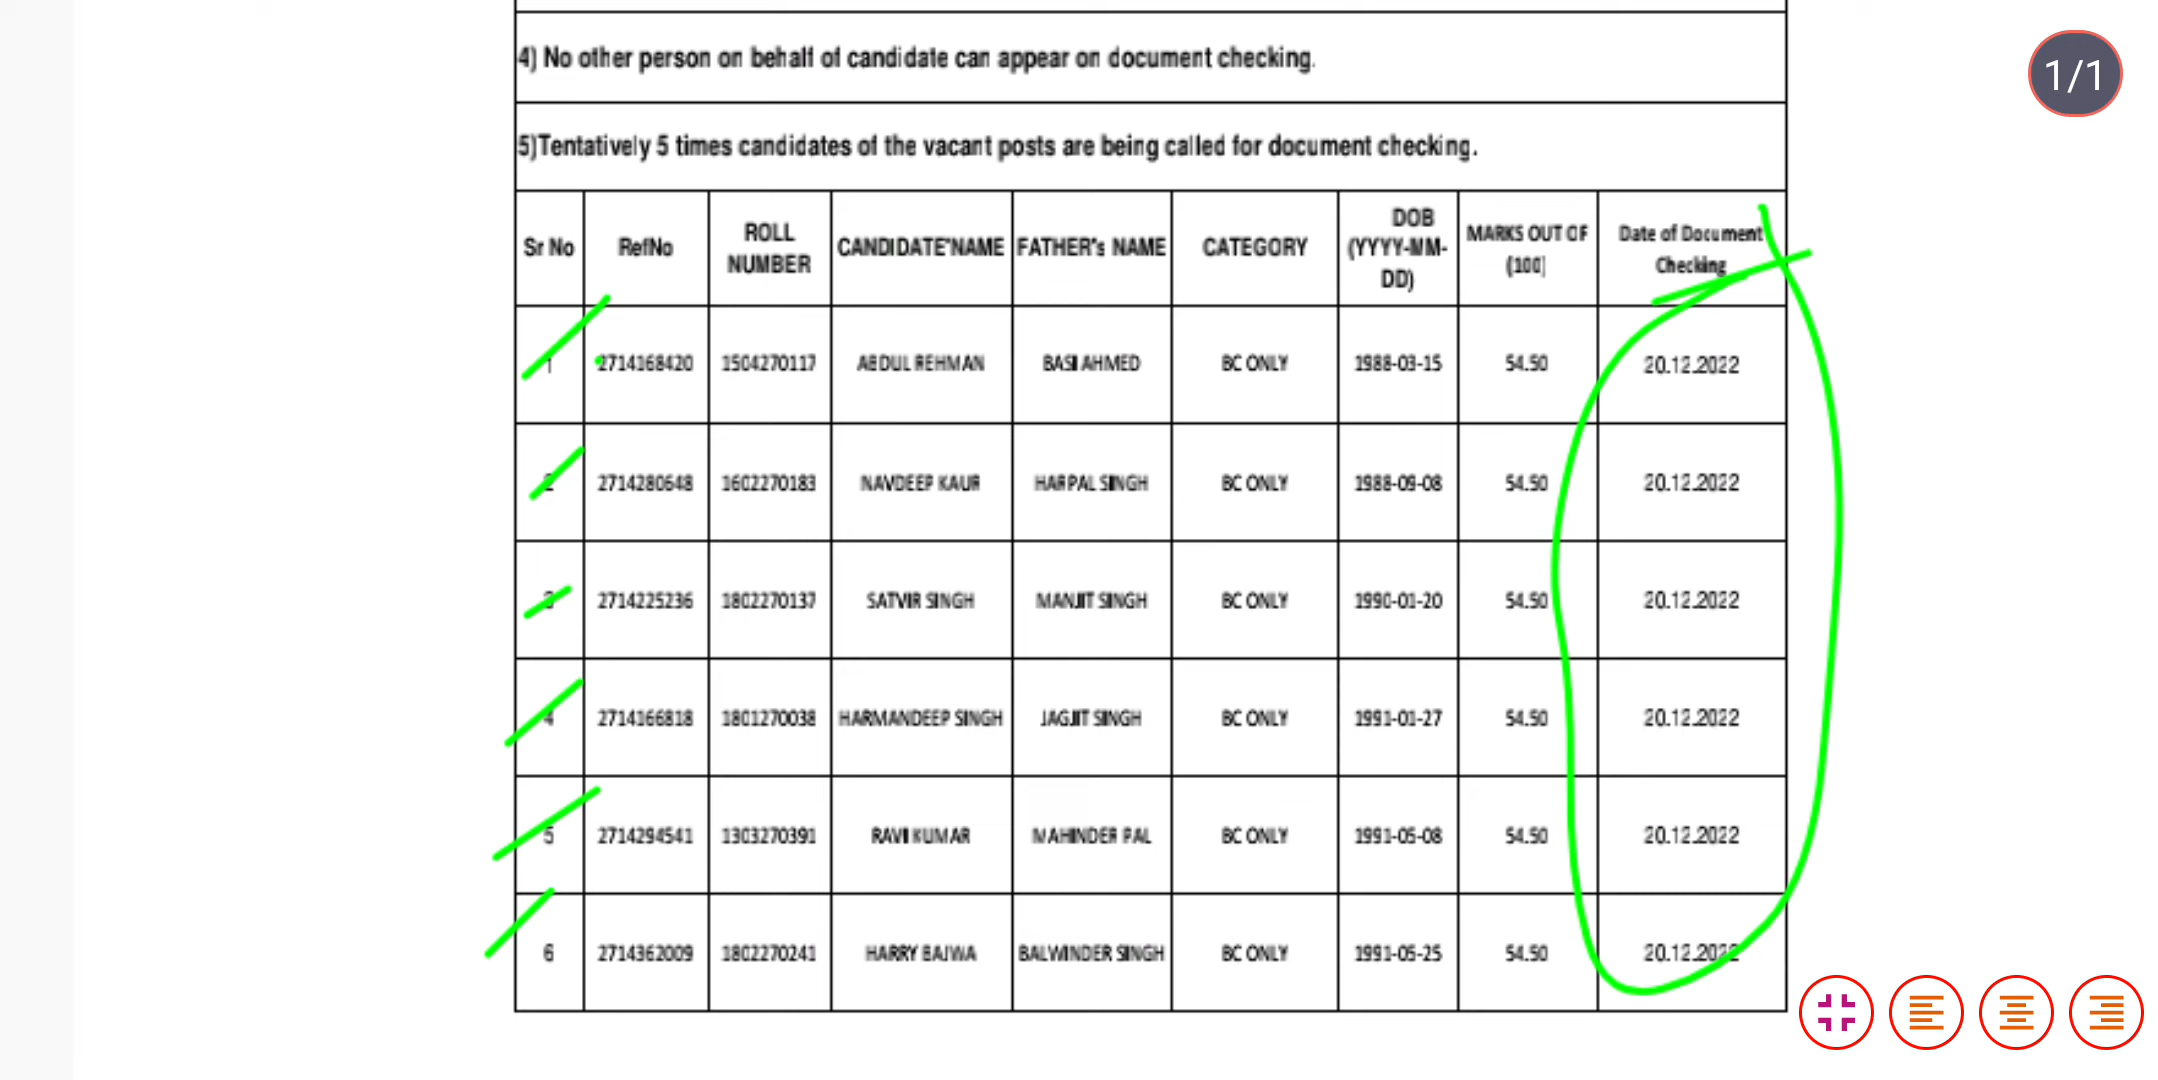 4) No other person on behalf of candidate can appear on document checking.
5)Tentatively 5 times candidates of the vacant posts are being called for document checking.
Sr No RefNo ROLL NUMBER CANDIDATE"NAME FATHER's NAME CATEGORY DOB (YYYY-MM-DD) MARKS OUT OF (100) Date of Document Checking
1 2714168420 1504270117 ABDUL REHMAN BASI AHMED BC ONLY 1988-03-15 54.50 20.12.2022
2 2714280648 1602270183 NAVDEEP KAUR HARPAL SINGH BC ONLY 1988-09-08 54.50 20.12.2022
3 2714225236 1802270137 SATVIR SINGH MANJIT SINGH BC ONLY 1990-01-20 54.50 20.12.2022
4 2714166818 1801270038 HARMANDEEP SINGH JAGJIT SINGH BC ONLY 1991-01-27 54.50 20.12.2022
5 2714294541 1303270391 RAVI KUMAR MAHINDER PAL BC ONLY 1991-05-08 54.50 20.12.2022
6 2714362009 1802270241 HARRY BAJWA BALWINDER SINGH BC ONLY 1991-05-25 54.50 20.12.2022
1/1